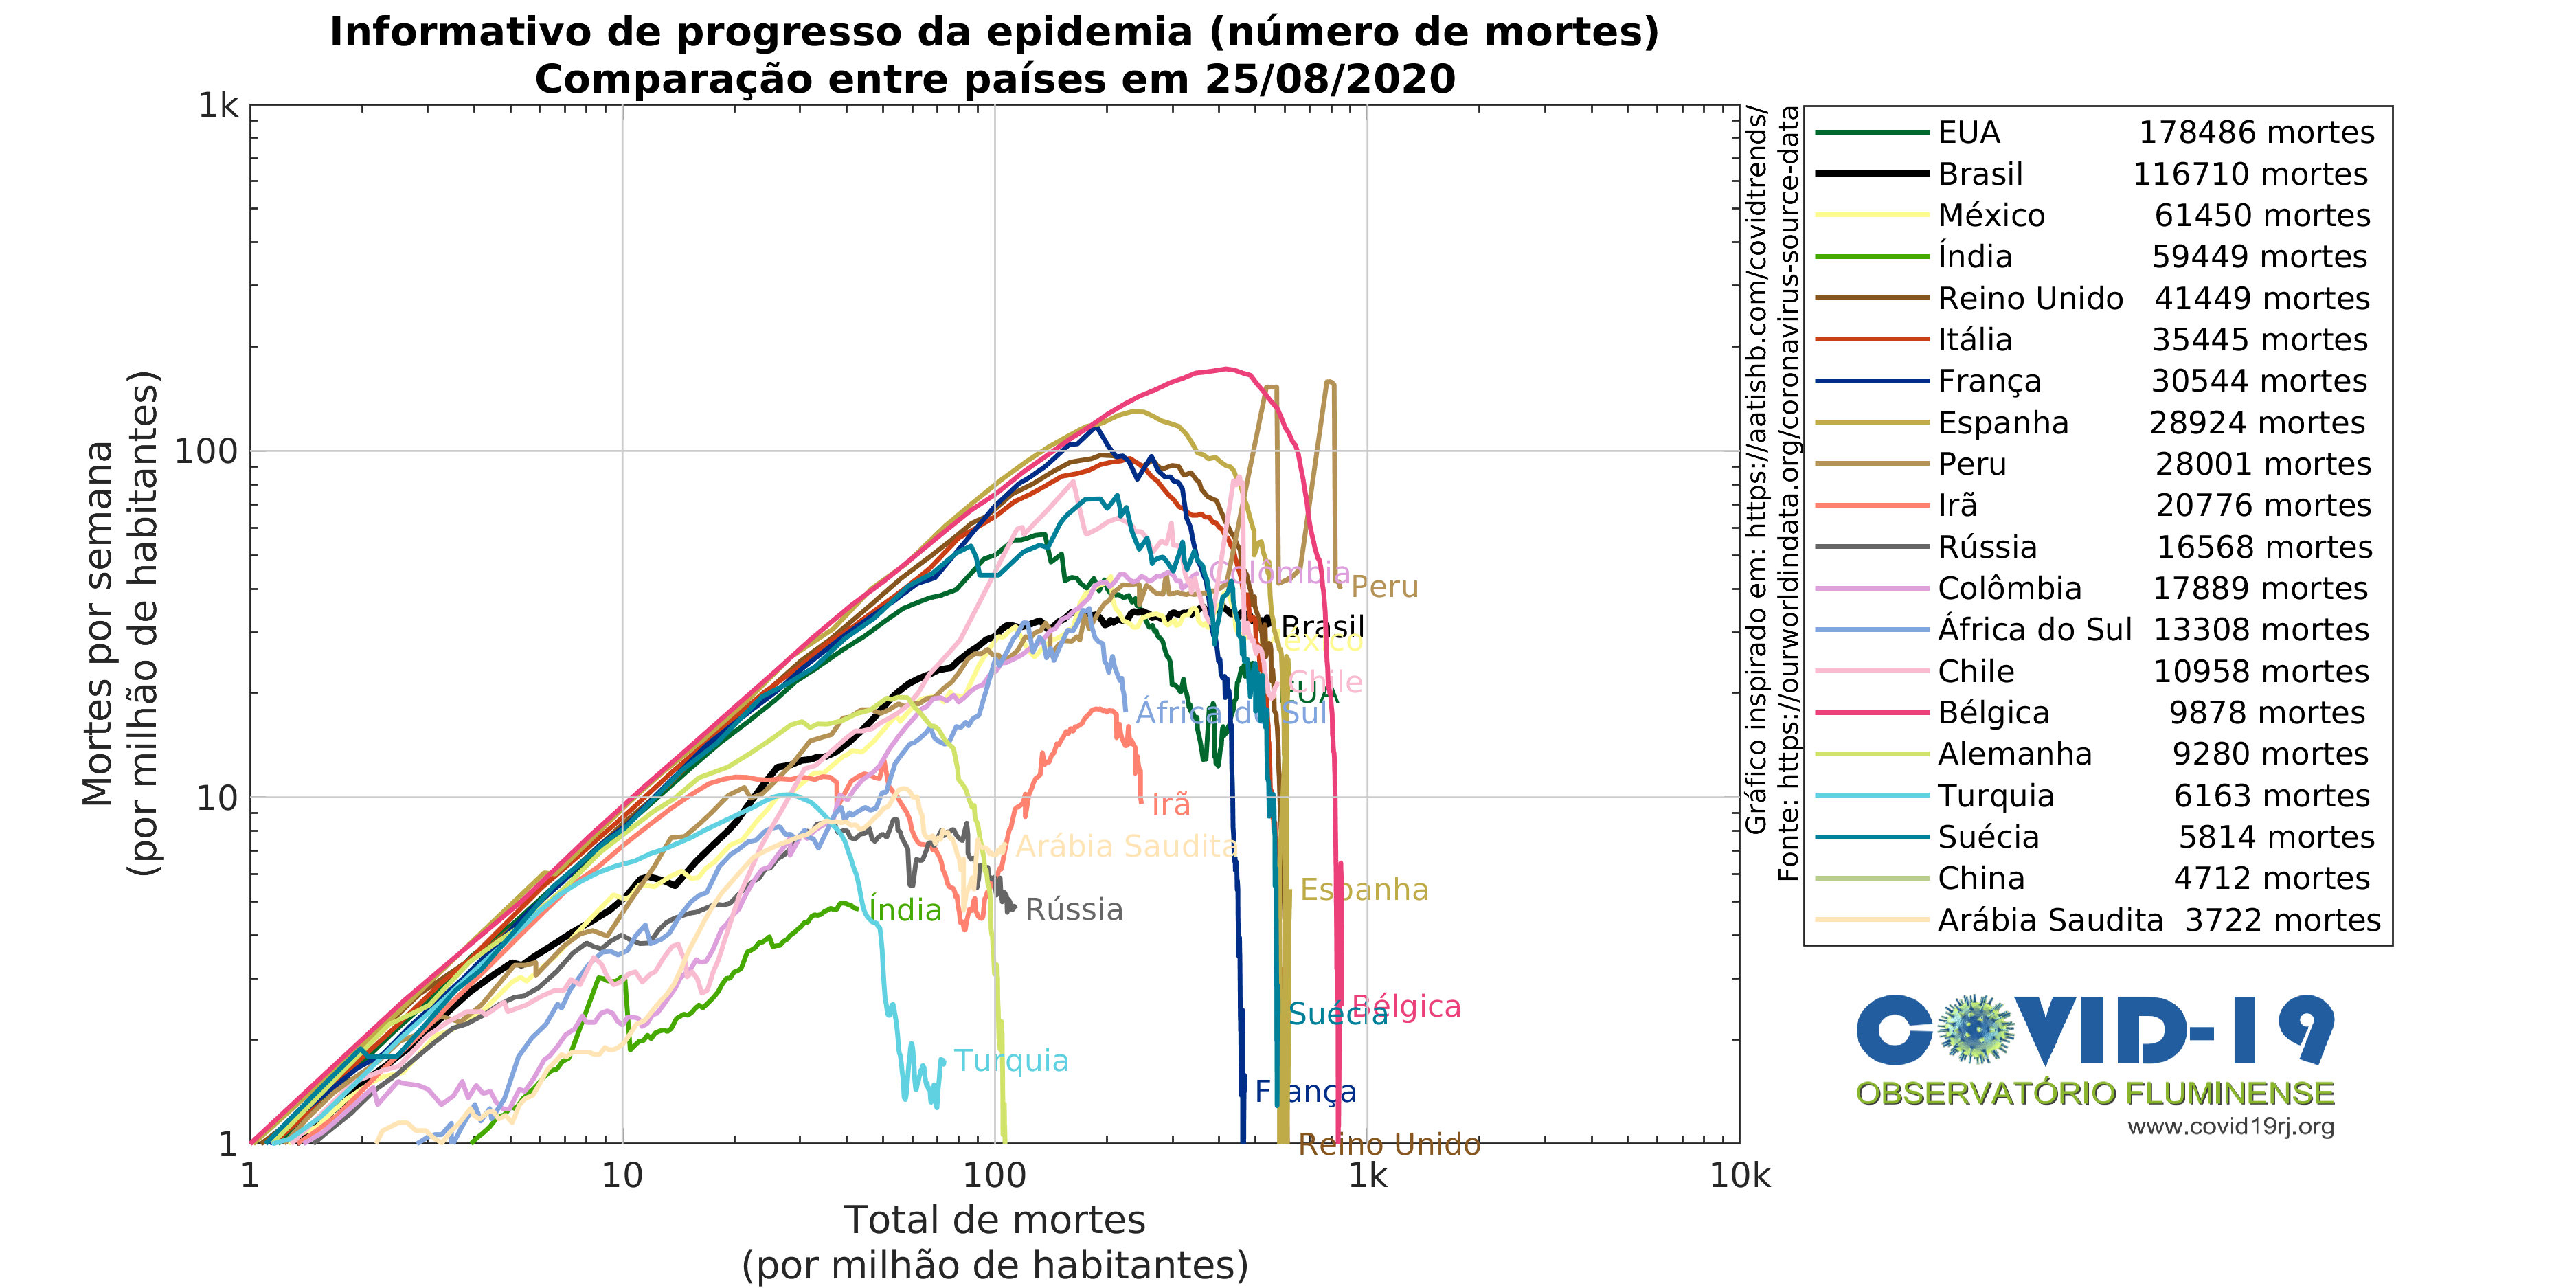 Informativo de progresso da epidemia (número de mortes)
Comparação entre países em 25/08/2020
Mortes por semana
(por milhão de habitantes)
1k
100
10
1
1
10
100
1k
10k
Total de mortes
(por milhão de habitantes)
Colômbia
Peru
Brasil
éxico
Chile
EUA
África do Sul
Irã
Arábia Saudita
Índia
Rússia
Espanha
Bélgica
Suécia
Turquia
França
Reino Unido
Gráfico inspirado em: https://aatishb.com/covidtrends/
Fonte: https://ourworldindata.org/coronavirus-source-data
EUA 178486 mortes
Brasil 116710 mortes
México 61450 mortes
Índia 59449 mortes
Reino Unido 41449 mortes
Itália 35445 mortes
França 30544 mortes
Espanha 28924 mortes
Peru 28001 mortes
Irã 20776 mortes
Rússia 16568 mortes
Colômbia 17889 mortes
África do Sul 13308 mortes
Chile 10958 mortes
Bélgica 9878 mortes
Alemanha 9280 mortes
Turquia 6163 mortes
Suécia 5814 mortes
China 4712 mortes
Arábia Saudita 3722 mortes
COVID-19
OBSERVATÓRIO FLUMINENSE
www.covid19rj.org